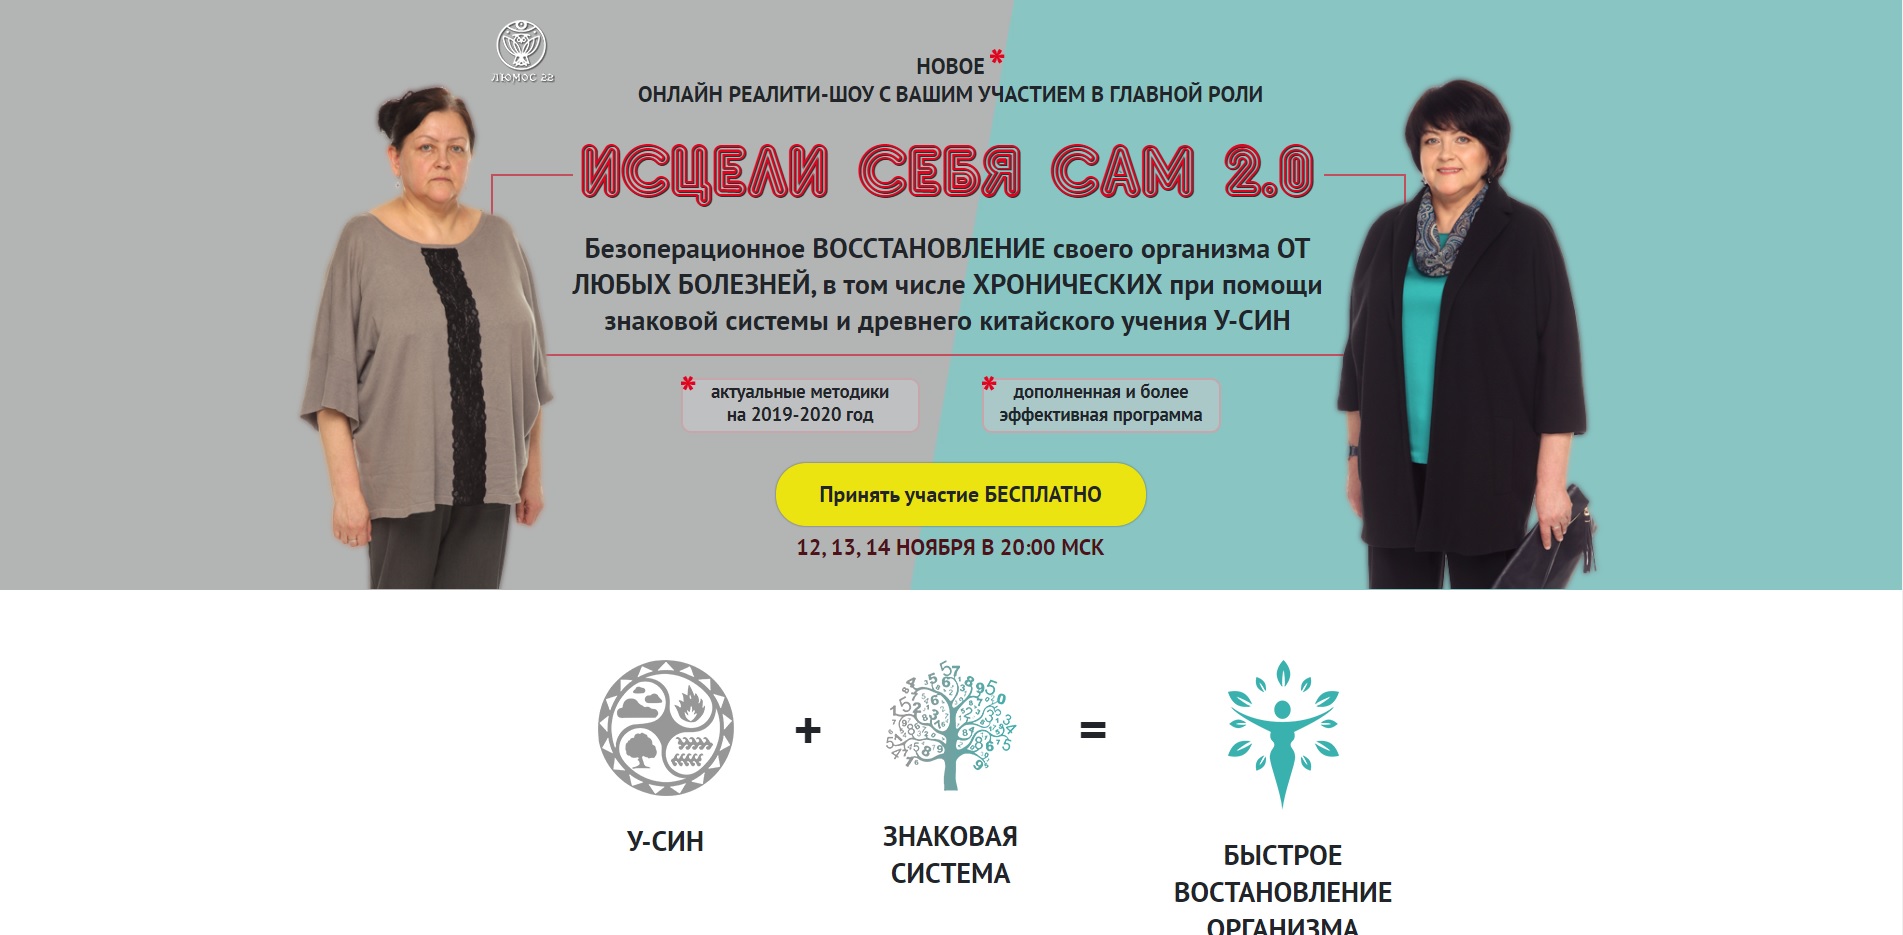 ЛЮМОС 22
НОВОЕ *
ОНЛАЙН РЕАЛИТИ-ШОУ С ВАШИМ УЧАСТИЕМ В ГЛАВНОЙ РОЛИ
ИСЦЕЛИ СЕБЯ САМ 2.0
Безоперационное ВОССТАНОВЛЕНИЕ своего организма ОТ
ЛЮБЫХ БОЛЕЗНЕЙ, в том числе ХРОНИЧЕСКИХ при помощи
знаковой системы и древнего китайского учения У-СИН
* актуальные методики
на 2019-2020 год
* дополненная и более
эффективная программа
Принять участие БЕСПЛАТНО
12, 13, 14 НОЯБРЯ В 20:00 МСК
+
=
У-СИН
ЗНАКОВАЯ
СИСТЕМА
БЫСТРОЕ
ВОСТАНОВЛЕНИЕ
ОРГАНИЗМА